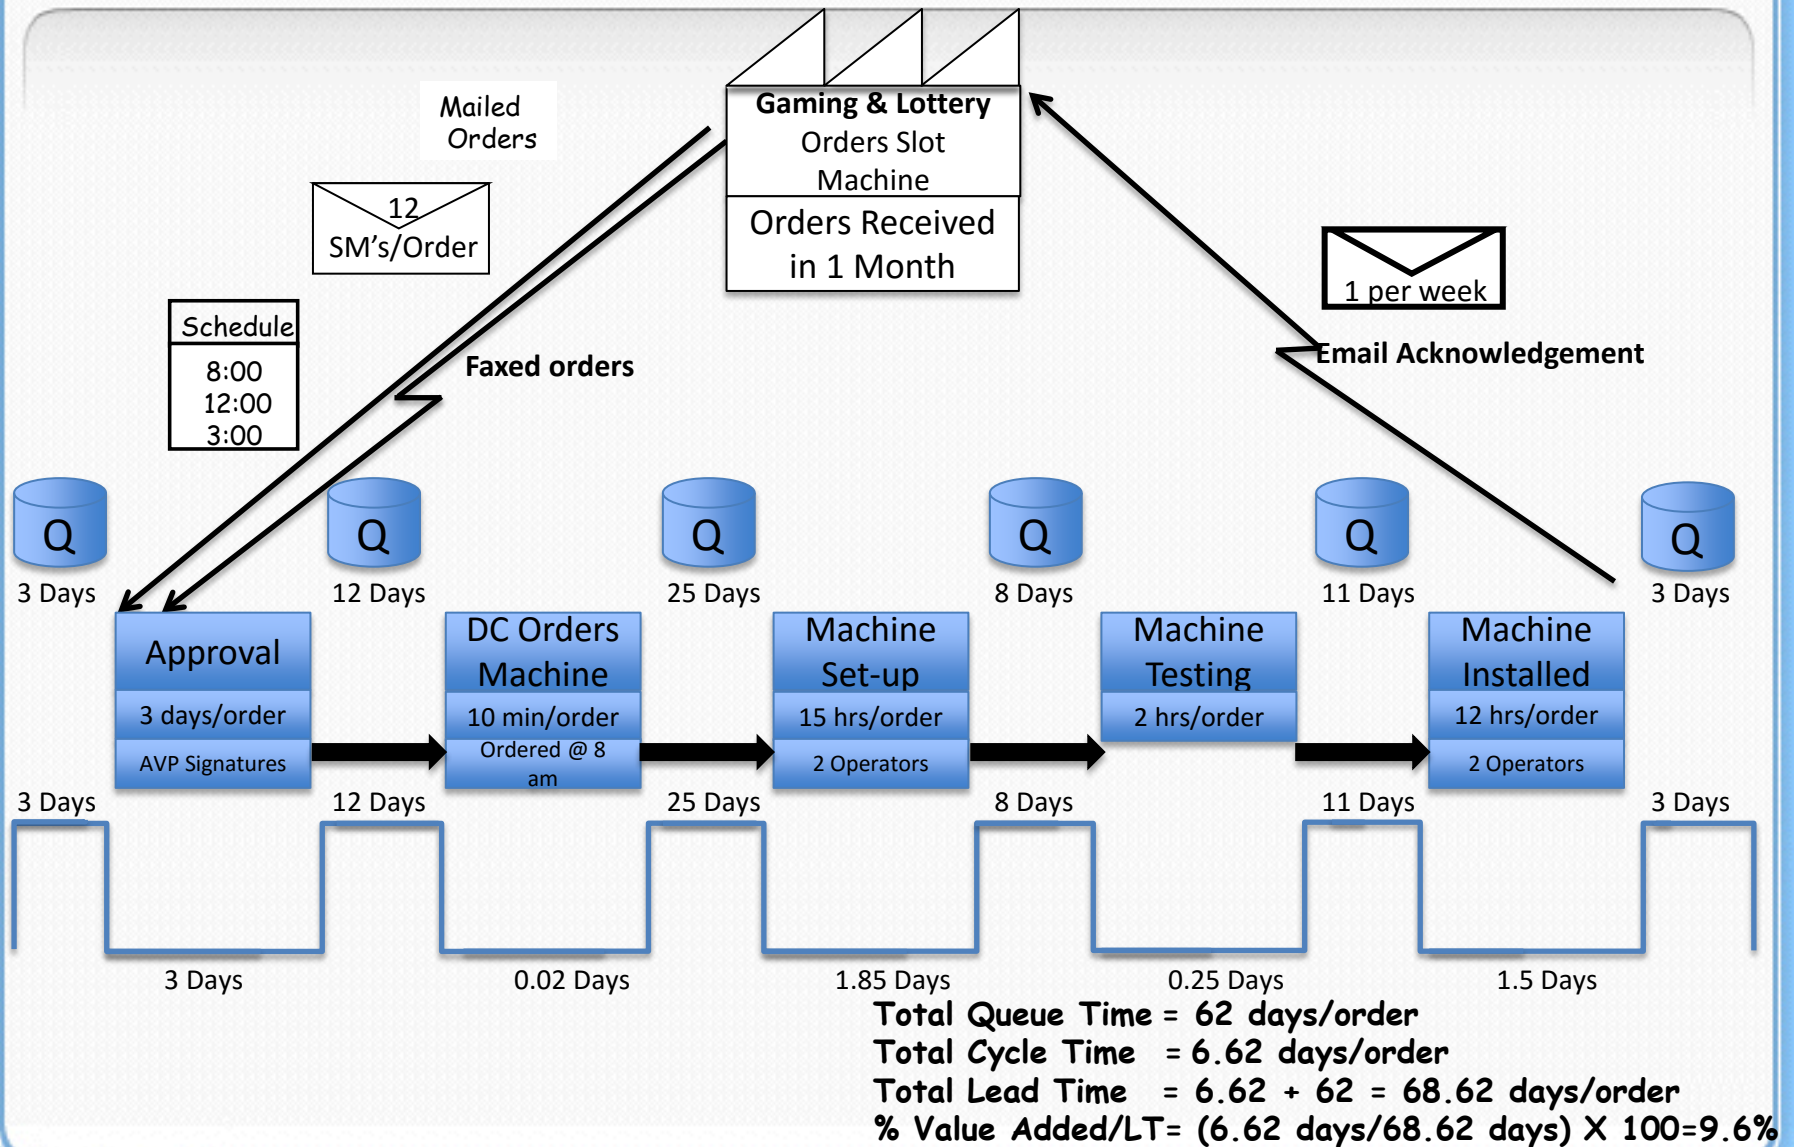 Gaming & Lottery
Orders Slot
Machine
Orders Received
in 1 Month
Mailed
Orders
12
SM's/Order
Schedule
8:00
12:00
3:00
Faxed orders
1 per week
Email Acknowledgement
Q
Q
Q
Q
Q
Q
3 Days
12 Days
25 Days
8 Days
11 Days
3 Days
Approval
3 days/order
AVP Signatures
DC Orders
Machine
10 min/order
Ordered @ 8
am
Machine
Set-up
15 hrs/order
2 Operators
Machine
Testing
2 hrs/order
Machine
Installed
12 hrs/order
2 Operators
3 Days
12 Days
25 Days
8 Days
11 Days
3 Days
3 Days
0.02 Days
1.85 Days
0.25 Days
1.5 Days
Total Queue Time = 62 days/order
Total Cycle Time = 6.62 days/order
Total Lead Time = 6.62 + 62 = 68.62 days/order
% Value Added/LT= (6.62 days/68.62 days) X 100=9.6%